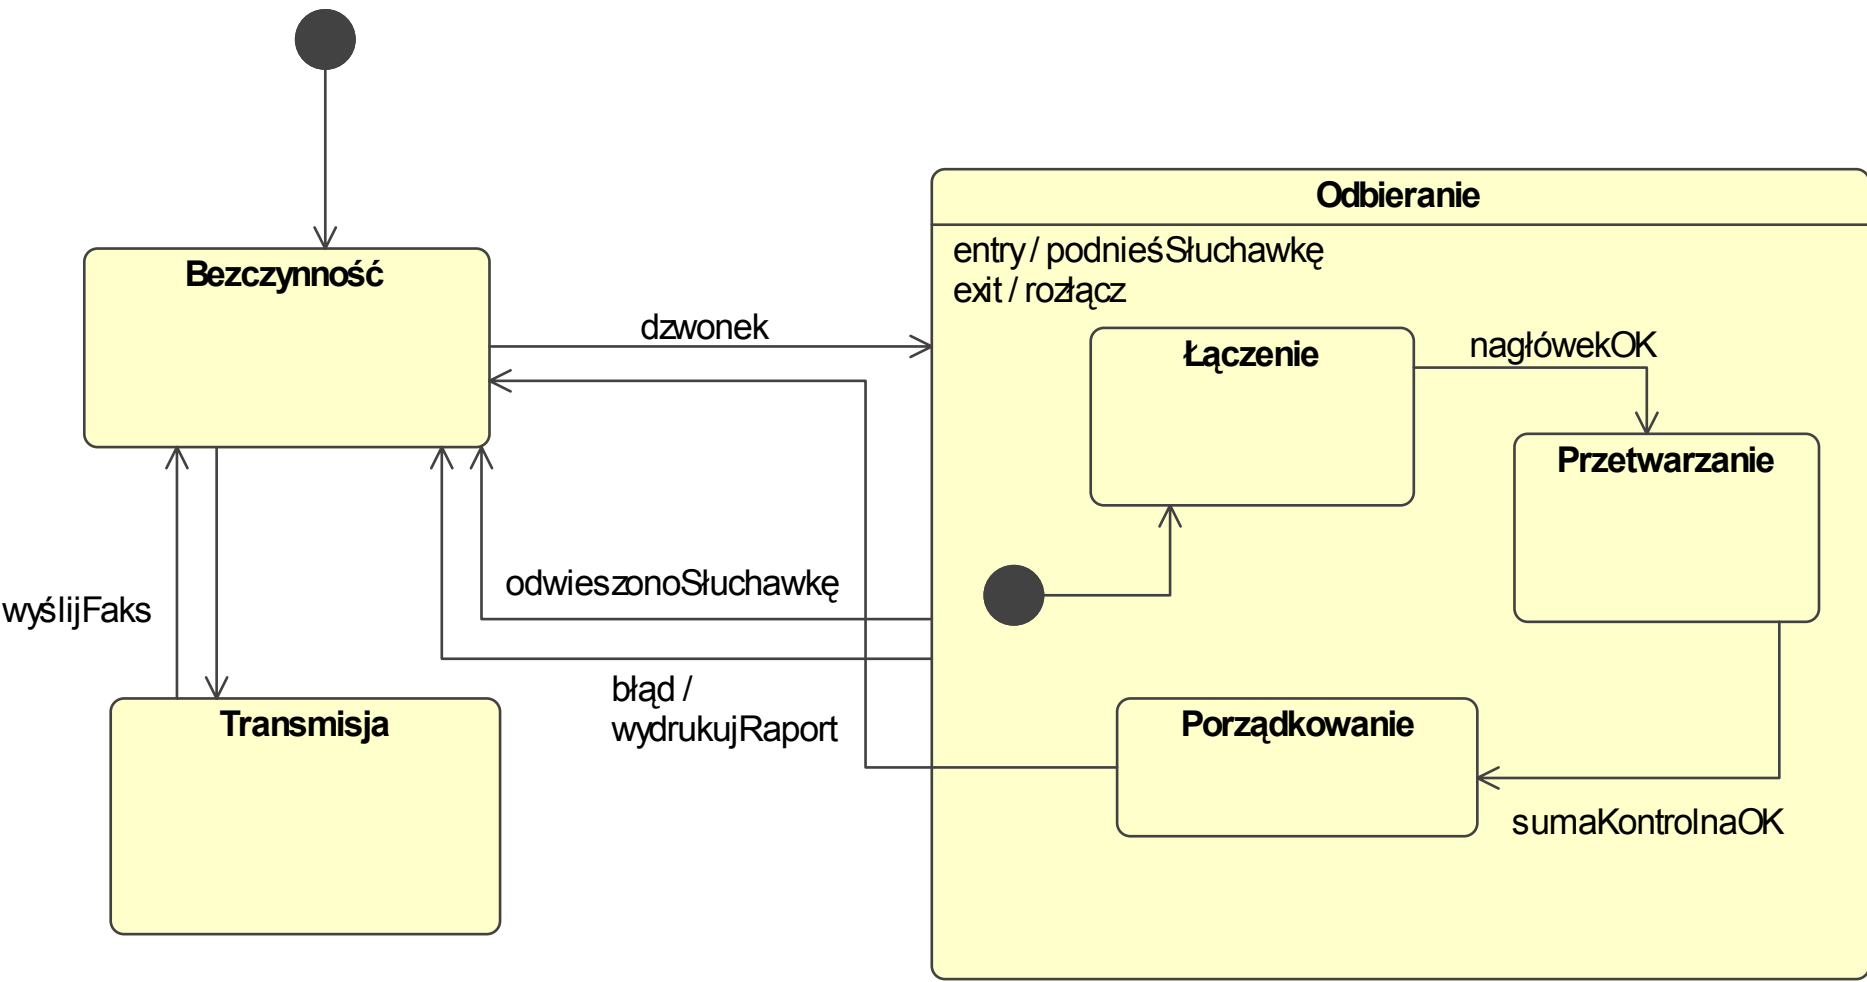 Odbieranie
entry / podnieśSłuchawkę
exit / rozłącz
Bezczynność
dzwonek
Łączenie
nagłówekOK
Przetwarzanie
odwieszonoSłuchawkę
wyślijFaks
błąd /
wydrukujRaport
Transmisja
Porządkowanie
sumaKontrolnaOK